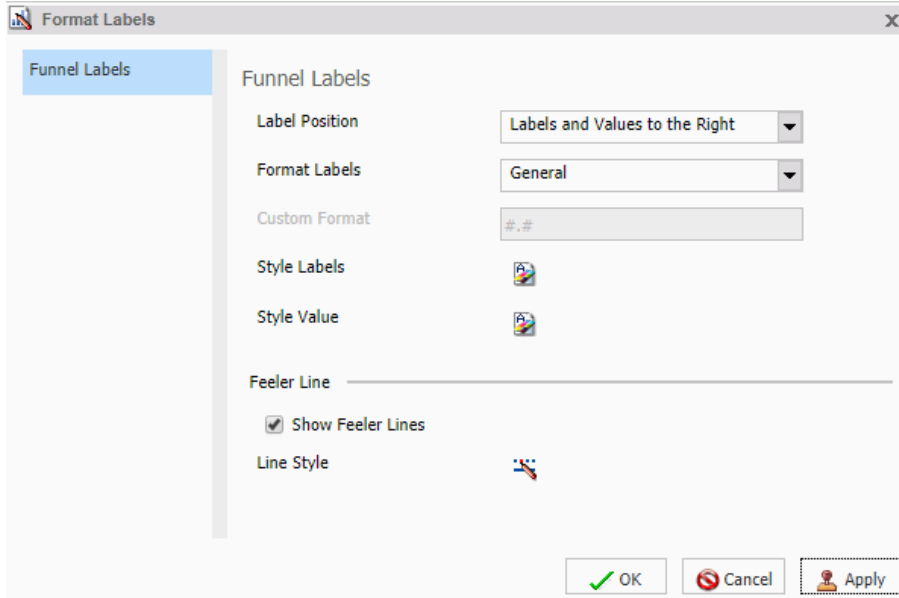 Format Labels
X
Funnel Labels
Funnel Labels
Label Position
Labels and Values to the Right
Format Labels
General
Custom Format
#.#
Style Labels
Style Value
Feeler Line
Show Feeler Lines
Line Style
OK
Cancel
Apply